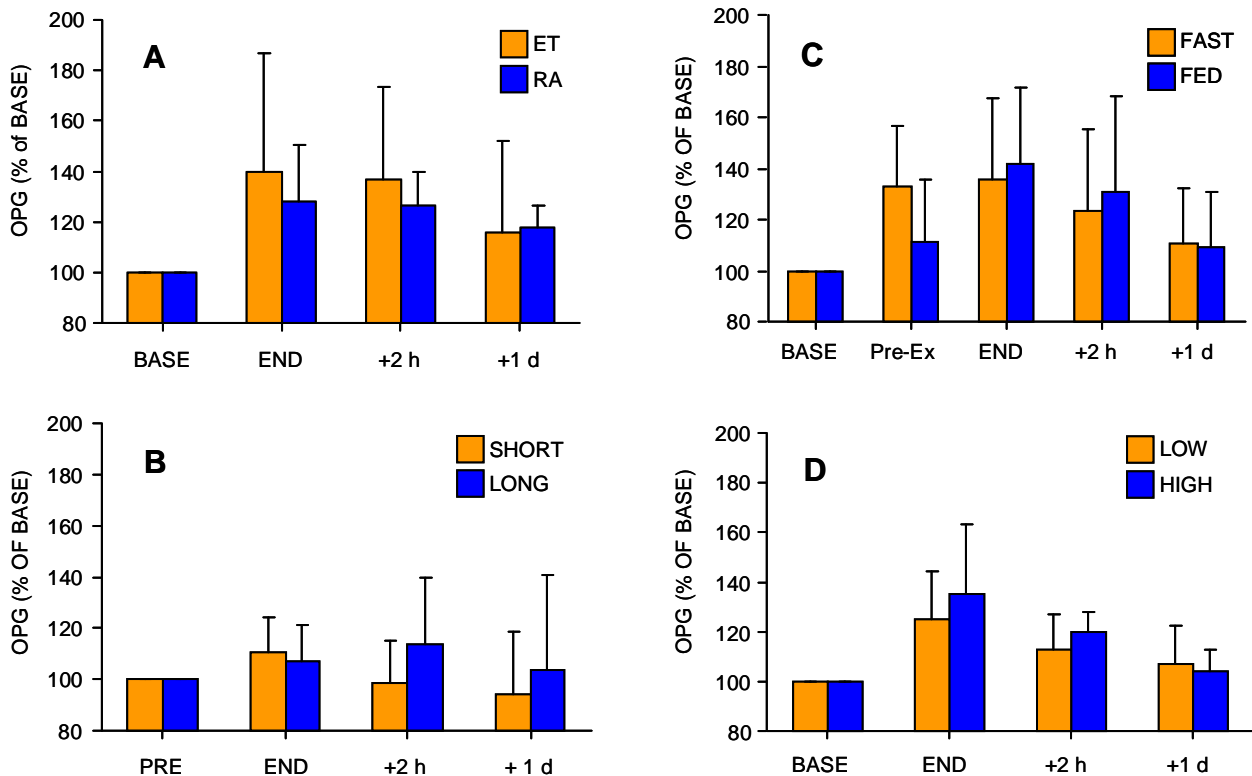 A
OPG (% of BASE)
200
180
160
140
120
100
80
ET
RA
BASE END +2 h +1 d
C
OPG (% OF BASE)
200
180
160
140
120
100
80
FAST
FED
BASE Pre-Ex END +2 h +1 d
B
OPG (% OF BASE)
200
180
160
140
120
100
80
SHORT
LONG
PRE END +2 h + 1 d
D
OPG (% OF BASE)
200
180
160
140
120
100
80
LOW
HIGH
BASE END +2 h +1 d